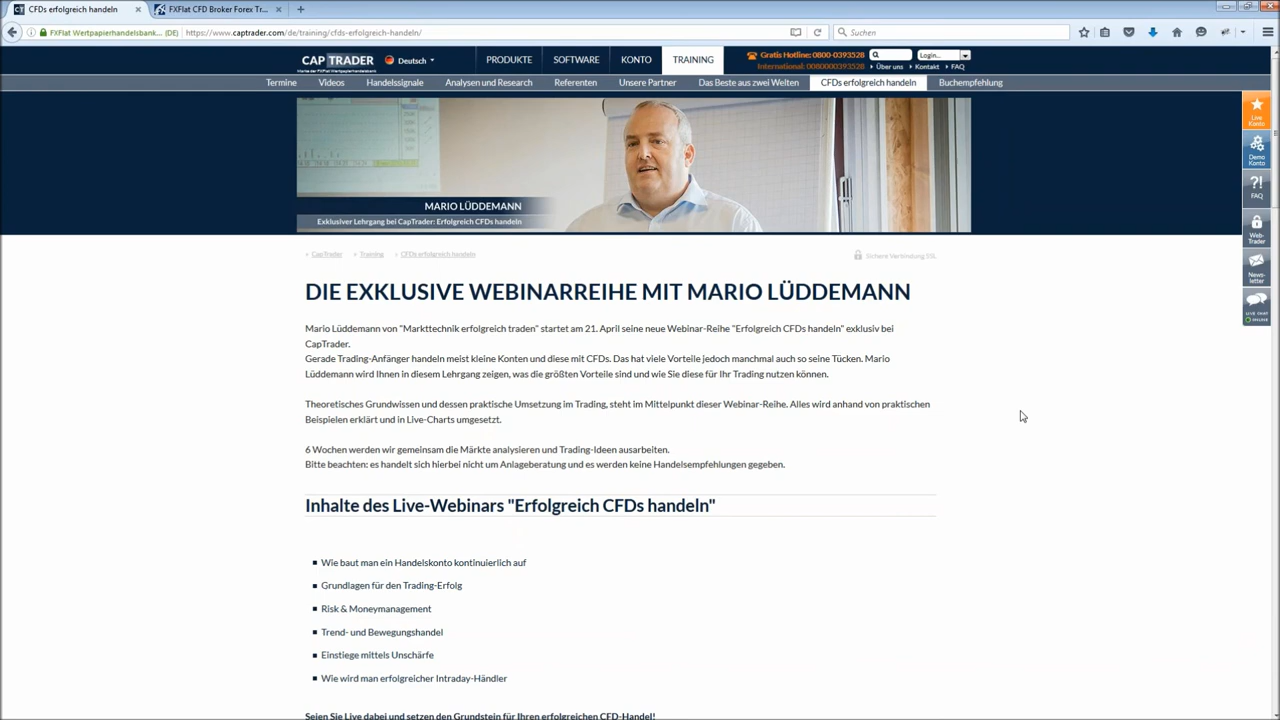 CFDs erfolgreich handeln
FXFlat CFD Broker Forex Tr...
FXFlat Wertpapierhandelsbank... (DE)
https://www.captrader.com/de/training/cfds-erfolgreich-handeln/
Suchen
CAPTRADER
Deutsch
PRODUKTE
SOFTWARE
KONTO
TRAINING
Gratis Hotline: 0800-0393528
International: 0080000393528
Login...
Über uns
Kontakt
FAQ
Termine
Videos
Handelssignale
Analysen und Research
Referenten
Unsere Partner
Das Beste aus zwei Welten
CFDs erfolgreich handeln
Buchempfehlung
MARIO LÜDDEMANN
Exklusiver Lehrgang bei CapTrader: Erfolgreich CFDs handeln
Live
Konto
Demo
Konto
FAQ
Web-
Trader
News-
letter
LIVE CHAT
ONLINE
CapTrader
Training
CFDs erfolgreich handeln
Sichere Verbindung SSL
DIE EXKLUSIVE WEBINARREIHE MIT MARIO LÜDDEMANN
Mario Lüddemann von "Markttechnik erfolgreich traden" startet am 21. April seine neue Webinar-Reihe "Erfolgreich CFDs handeln" exklusiv bei
CapTrader.
Gerade Trading-Anfänger handeln meist kleine Konten und diese mit CFDs. Das hat viele Vorteile jedoch manchmal auch so seine Tücken. Mario
Lüddemann wird Ihnen in diesem Lehrgang zeigen, was die größten Vorteile sind und wie Sie diese für Ihr Trading nutzen können.
Theoretisches Grundwissen und dessen praktische Umsetzung im Trading, steht im Mittelpunkt dieser Webinar-Reihe. Alles wird anhand von praktischen
Beispielen erklärt und in Live-Charts umgesetzt.
6 Wochen werden wir gemeinsam die Märkte analysieren und Trading-Ideen ausarbeiten.
Bitte beachten: es handelt sich hierbei nicht um Anlageberatung und es werden keine Handelsempfehlungen gegeben.
Inhalte des Live-Webinars "Erfolgreich CFDs handeln"
Wie baut man ein Handelskonto kontinuierlich auf
Grundlagen für den Trading-Erfolg
Risk & Moneymanagement
Trend- und Bewegungshandel
Einstiege mittels Unschärfe
Wie wird man erfolgreicher Intraday-Händler
Seien Sie Live dabei und setzen den Grundstein für Ihren erfolgreichen CFD-Handel!